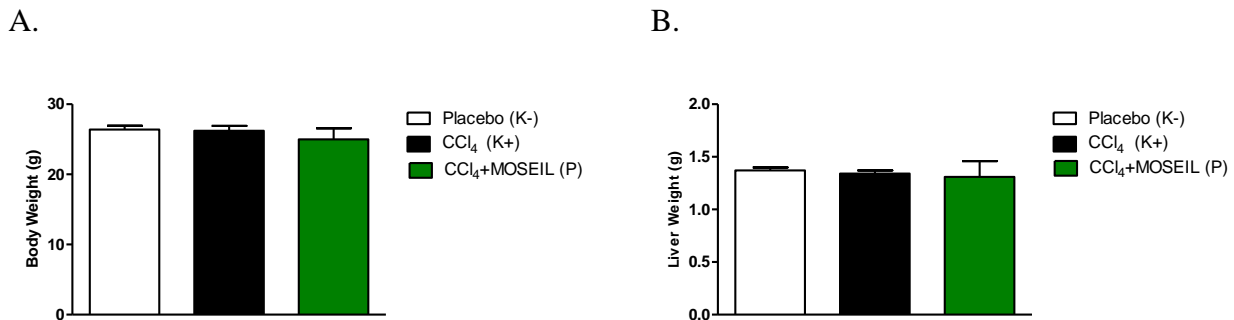 A.
B.
Body Weight (g)
30
20
10
0
Placebo (K-)
CCl₄ (K+)
CCl₄+MOSEIL (P)
Liver Weight (g)
2.0
1.5
1.0
0.5
0.0
Placebo (K-)
CCl₄ (K+)
CCl₄+MOSEIL (P)